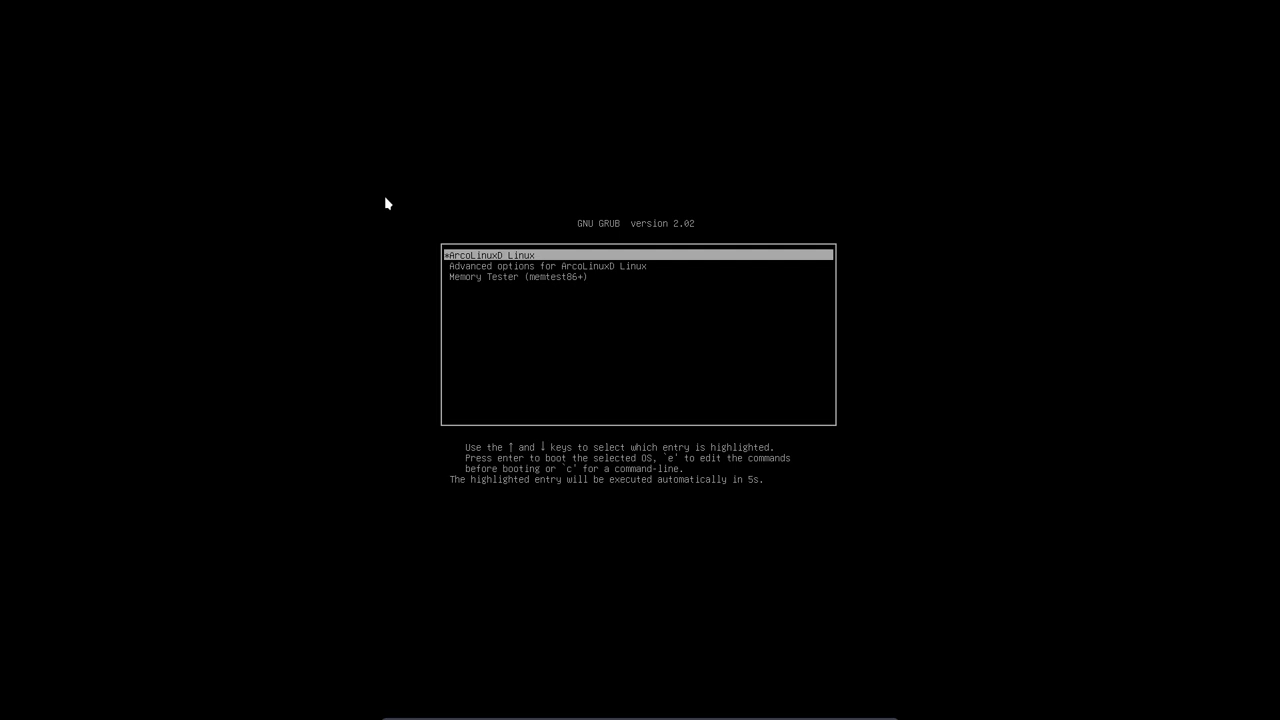 GNU GRUB  version 2.02
*ArcoLinuxD Linux
Advanced options for ArcoLinuxD Linux
Memory Tester (memtest86+)
Use the ↑ and ↓ keys to select which entry is highlighted.
Press enter to boot the selected OS, `e' to edit the commands
before booting or `c' for a command-line.
The highlighted entry will be executed automatically in 5s.